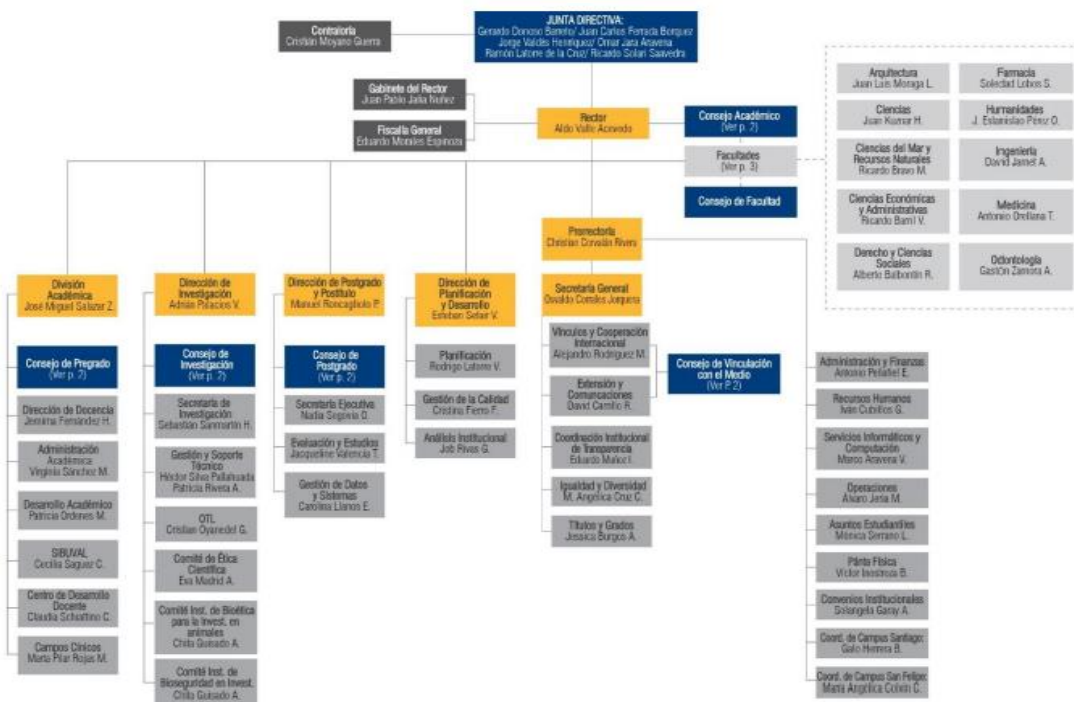 JUNTA DIRECTIVA:
Gerardo Donoso Barreto/ Juan Carlos Ferrada Borquez
Jorge Valdés Henríquez/ Omar Jara Aravena
Ramón Latorre de la Cruz/ Ricardo Solari Saavedra
Contraloría
Cristián Moyano Guerra
Gabinete del Rector
Juan Pablo Jaña Núñez
Fiscalía General
Eduardo Morales Espinoza
Rector
Aldo Valle Acevedo
Consejo Académico
(Ver p. 2)
Facultades
(Ver p. 3)
Consejo de Facultad
Arquitectura
Juan Luis Moraga L.
Farmacia
Soledad Lobos S.
Ciencias
Juan Kuznar H.
Humanidades
J. Estanislao Pérez O.
Ciencias del Mar y
Recursos Naturales
Ricardo Bravo M.
Ingeniería
David Jamet A.
Ciencias Económicas
y Administrativas
Ricardo Barril V.
Medicina
Antonio Orellana T.
Derecho y Ciencias
Sociales
Alberto Balbontín R.
Odontología
Gastón Zamora A.
Prorrectoría
Christian Corvalán Rivera
Secretaría General
Osvaldo Corrales Jorquera
División
Académica
José Miguel Salazar Z.
Dirección de
Investigación
Adrián Palacios V.
Dirección de Postgrado
y Postítulo
Manuel Roncagliolo P.
Dirección de
Planificación
y Desarrollo
Esteban Sefair V.
Consejo de Pregrado
(Ver p. 2)
Dirección de Docencia
Jemima Fernández H.
Administración
Académica
Virginia Sánchez M.
Desarrollo Académico
Patricia Ordenes M.
SIBUVAL
Cecilia Saguez C.
Centro de Desarrollo
Docente
Claudia Schiattino C.
Campos Clínicos
Marta Pilar Rojas M.
Consejo de
Investigación
(Ver p. 2)
Secretaría de
Investigación
Sebastián Sanmartín H.
Gestión y Soporte
Técnico
Héctor Silva Pallahuada
Patricia Rivera A.
OTL
Cristian Oyanedel G.
Comité de Ética
Científica
Eva Madrid A.
Comité Inst. de Bioética
para la Invest. en
animales
Chita Guisado A.
Comité Inst. de
Bioseguridad en Invest.
Chita Guisado A.
Consejo de
Postgrado
(Ver p. 2)
Secretaría Ejecutiva
Nadia Segovia D.
Evaluación y Estudios
Jacqueline Valencia T.
Gestión de Datos
y Sistemas
Carolina Llanos E.
Planificación
Rodrigo Latorre V.
Gestión de la Calidad
Cristina Fierro F.
Análisis Institucional
Job Rivas G.
Vínculos y Cooperación
Internacional
Alejandro Rodríguez M.
Extensión y
Comunicaciones
David Carrillo R.
Coordinación Institucional
de Transparencia
Eduardo Muñoz I.
Igualdad y Diversidad
M. Angélica Cruz C.
Títulos y Grados
Jessica Burgos A.
Consejo de Vinculación
con el Medio
(Ver P. 2)
Administración y Finanzas
Antonio Peñafiel E.
Recursos Humanos
Iván Cubillos G.
Servicios Informáticos y
Computación
Marco Aravena V.
Operaciones
Álvaro Jeria M.
Asuntos Estudiantiles
Mónica Serrano L.
Plánta Física
Víctor Inostroza B.
Convenios Institucionales
Solangela Garay A.
Coord. de Campus Santiago:
Galo Herrera B.
Coord. de Campus San Felipe:
María Angélica Colvin C.